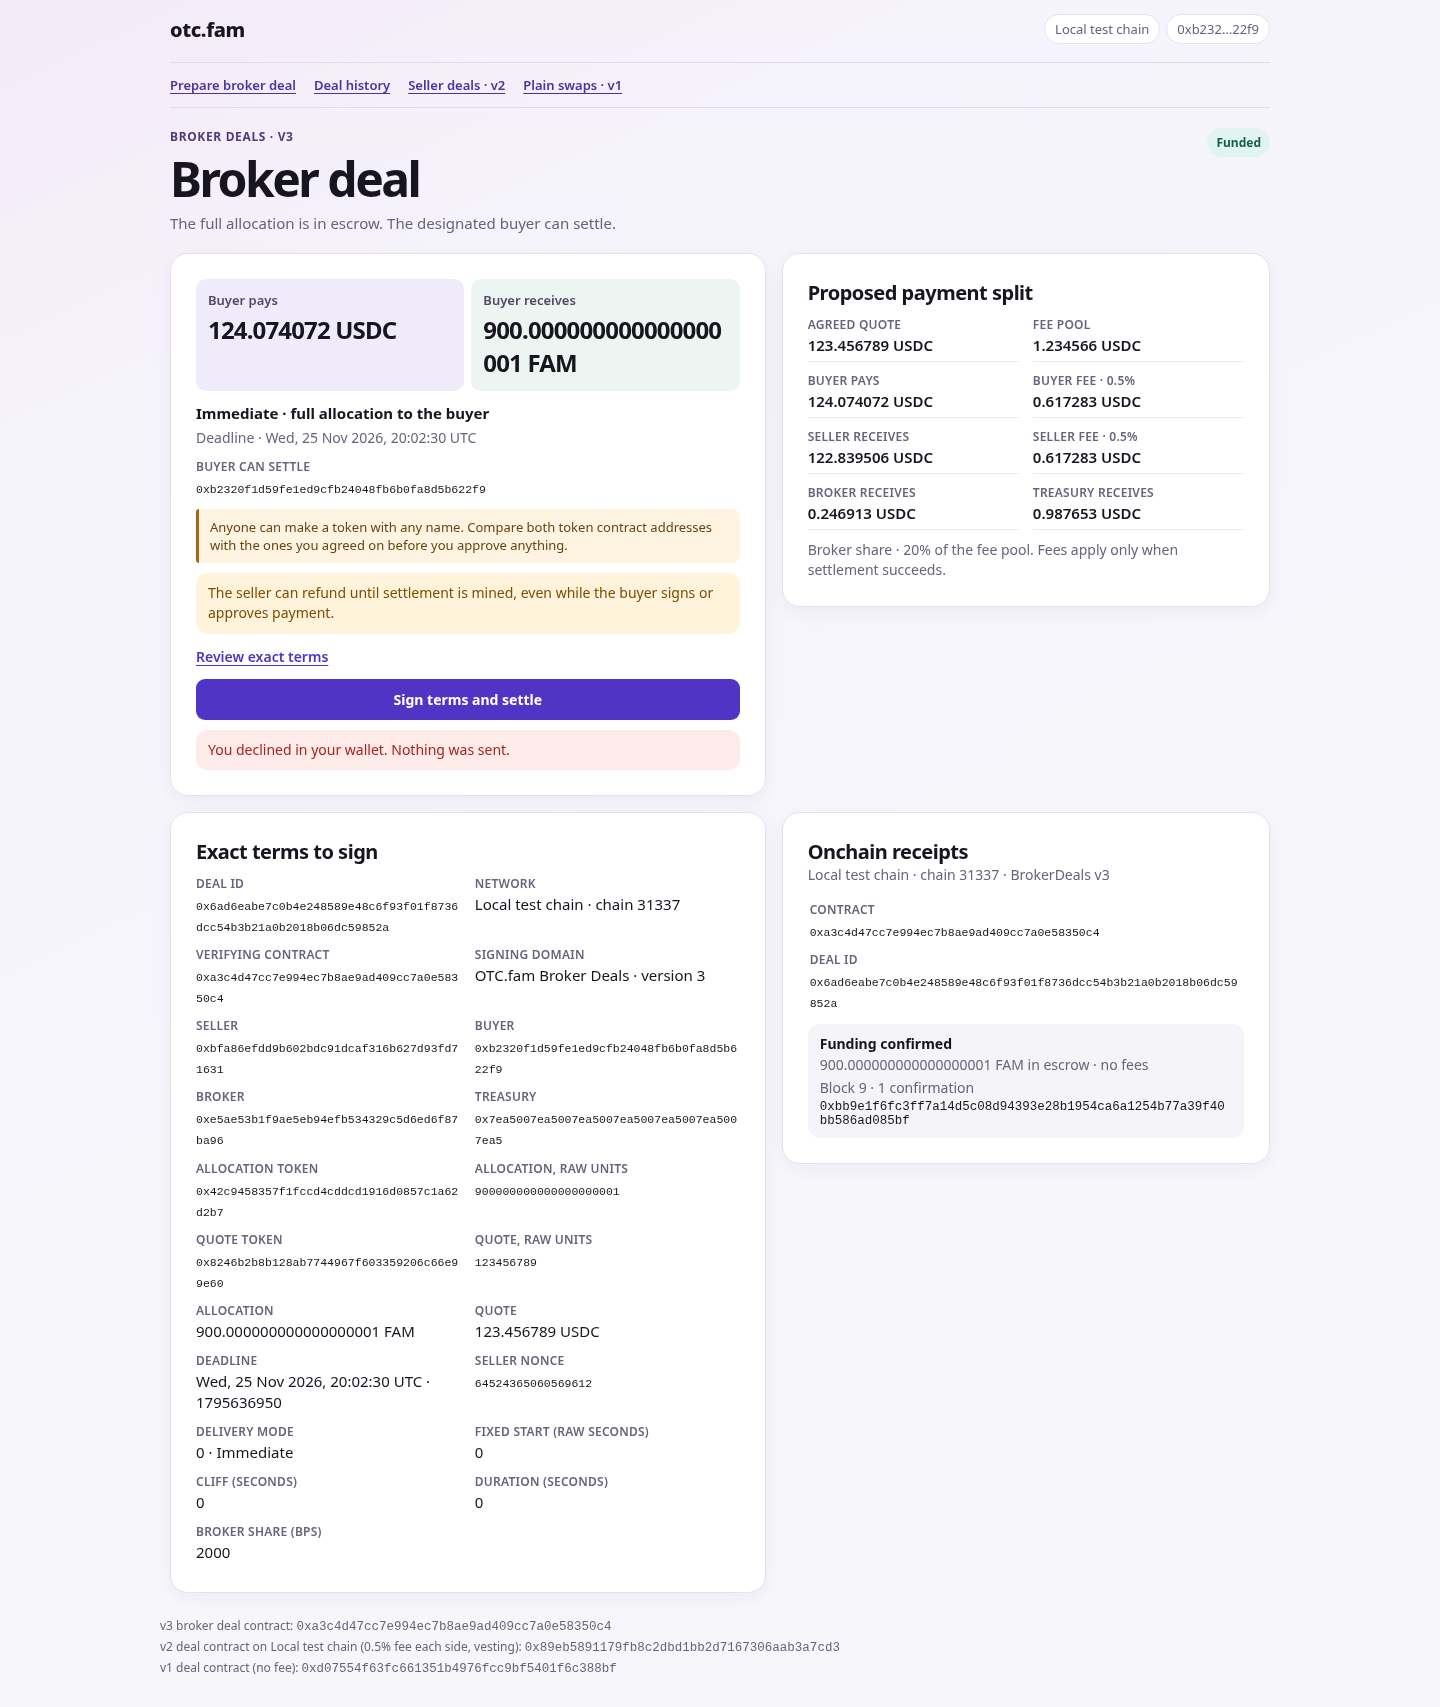 otc.fam
Local test chain
0xb232…22f9
Prepare broker deal
Deal history
Seller deals · v2
Plain swaps · v1
BROKER DEALS · V3
Funded
Broker deal
The full allocation is in escrow. The designated buyer can settle.
Buyer pays
124.074072 USDC
Buyer receives
900.000000000000000
001 FAM
Immediate · full allocation to the buyer
Deadline · Wed, 25 Nov 2026, 20:02:30 UTC
BUYER CAN SETTLE
0xb2320f1d59fe1ed9cfb24048fb6b0fa8d5b622f9
Anyone can make a token with any name. Compare both token contract addresses
with the ones you agreed on before you approve anything.
The seller can refund until settlement is mined, even while the buyer signs or
approves payment.
Review exact terms
Sign terms and settle
You declined in your wallet. Nothing was sent.
Proposed payment split
AGREED QUOTE
123.456789 USDC
FEE POOL
1.234566 USDC
BUYER PAYS
124.074072 USDC
BUYER FEE · 0.5%
0.617283 USDC
SELLER RECEIVES
122.839506 USDC
SELLER FEE · 0.5%
0.617283 USDC
BROKER RECEIVES
0.246913 USDC
TREASURY RECEIVES
0.987653 USDC
Broker share · 20% of the fee pool. Fees apply only when
settlement succeeds.
Exact terms to sign
DEAL ID
0x6ad6eabe7c0b4e248589e48c6f93f01f8736
dcc54b3b21a0b2018b06dc59852a
NETWORK
Local test chain · chain 31337
VERIFYING CONTRACT
0xa3c4d47cc7e994ec7b8ae9ad409cc7a0e583
50c4
SIGNING DOMAIN
OTC.fam Broker Deals · version 3
SELLER
0xbfa86efdd9b602bdc91dcaf316b627d93fd7
1631
BUYER
0xb2320f1d59fe1ed9cfb24048fb6b0fa8d5b6
22f9
BROKER
0xe5ae53b1f9ae5eb94efb534329c5d6ed6f87
ba96
TREASURY
0x7ea5007ea5007ea5007ea5007ea5007ea500
7ea5
ALLOCATION TOKEN
0x42c9458357f1fccd4cddcd1916d0857c1a62
d2b7
ALLOCATION, RAW UNITS
900000000000000000001
QUOTE TOKEN
0x8246b2b8b128ab7744967f603359206c66e9
9e60
QUOTE, RAW UNITS
123456789
ALLOCATION
900.000000000000000001 FAM
QUOTE
123.456789 USDC
DEADLINE
Wed, 25 Nov 2026, 20:02:30 UTC ·
1795636950
SELLER NONCE
64524365060569612
DELIVERY MODE
0 · Immediate
FIXED START (RAW SECONDS)
0
CLIFF (SECONDS)
0
DURATION (SECONDS)
0
BROKER SHARE (BPS)
2000
Onchain receipts
Local test chain · chain 31337 · BrokerDeals v3
CONTRACT
0xa3c4d47cc7e994ec7b8ae9ad409cc7a0e58350c4
DEAL ID
0x6ad6eabe7c0b4e248589e48c6f93f01f8736dcc54b3b21a0b2018b06dc59
852a
Funding confirmed
900.000000000000000001 FAM in escrow · no fees
Block 9 · 1 confirmation
0xbb9e1f6fc3ff7a14d5c08d94393e28b1954ca6a1254b77a39f40
bb586ad085bf
v3 broker deal contract: 0xa3c4d47cc7e994ec7b8ae9ad409cc7a0e58350c4
v2 deal contract on Local test chain (0.5% fee each side, vesting): 0x89eb5891179fb8c2dbd1bb2d7167306aab3a7cd3
v1 deal contract (no fee): 0xd07554f63fc661351b4976fcc9bf5401f6c388bf